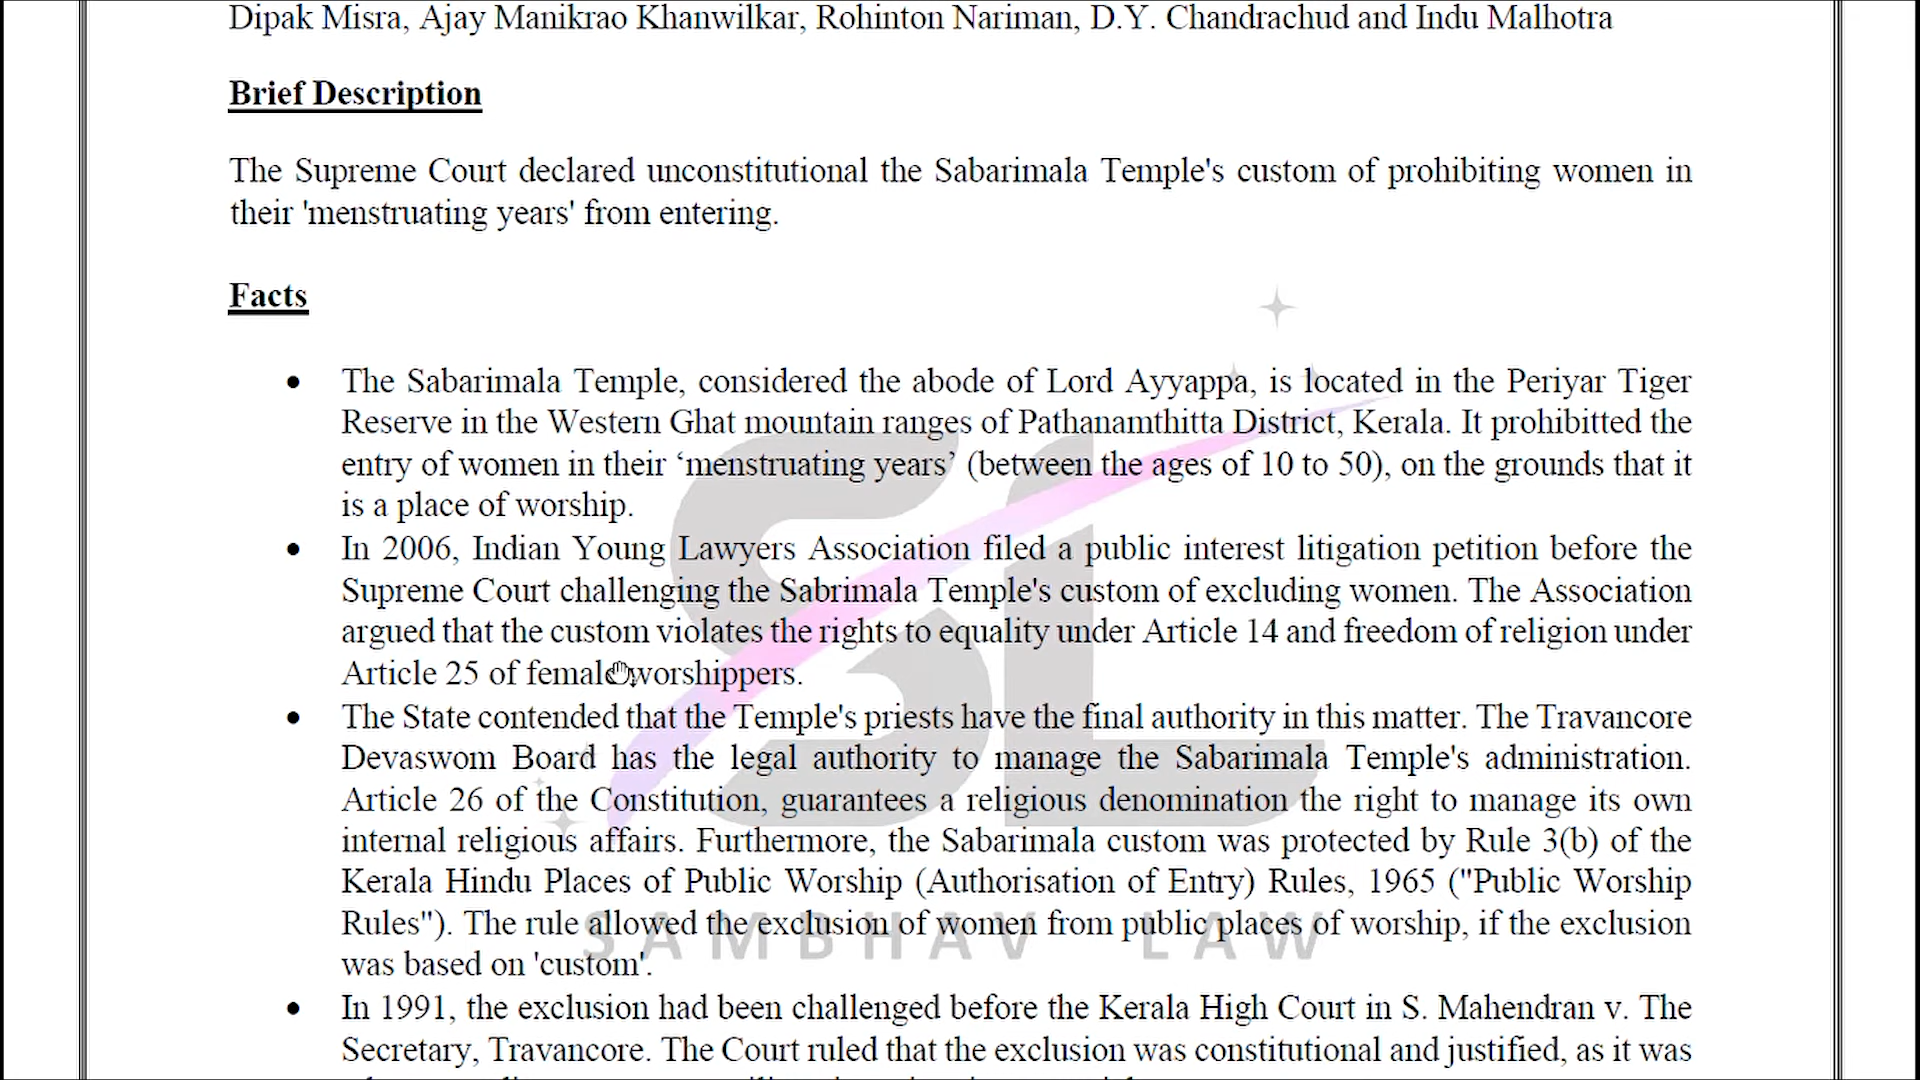 Dipak Misra, Ajay Manikrao Khanwilkar, Rohinton Nariman, D.Y. Chandrachud and Indu Malhotra
Brief Description
The Supreme Court declared unconstitutional the Sabarimala Temple's custom of prohibiting women in
their 'menstruating years' from entering.
Facts
• The Sabarimala Temple, considered the abode of Lord Ayyappa, is located in the Periyar Tiger
Reserve in the Western Ghat mountain ranges of Pathanamthitta District, Kerala. It prohibitted the
entry of women in their ‘menstruating years’ (between the ages of 10 to 50), on the grounds that it
is a place of worship.
• In 2006, Indian Young Lawyers Association filed a public interest litigation petition before the
Supreme Court challenging the Sabrimala Temple's custom of excluding women. The Association
argued that the custom violates the rights to equality under Article 14 and freedom of religion under
Article 25 of female worshippers.
• The State contended that the Temple's priests have the final authority in this matter. The Travancore
Devaswom Board has the legal authority to manage the Sabarimala Temple's administration.
Article 26 of the Constitution, guarantees a religious denomination the right to manage its own
internal religious affairs. Furthermore, the Sabarimala custom was protected by Rule 3(b) of the
Kerala Hindu Places of Public Worship (Authorisation of Entry) Rules, 1965 ("Public Worship
Rules"). The rule allowed the exclusion of women from public places of worship, if the exclusion
was based on 'custom'.
• In 1991, the exclusion had been challenged before the Kerala High Court in S. Mahendran v. The
Secretary, Travancore. The Court ruled that the exclusion was constitutional and justified, as it was
SL
SAMBHAV LAW